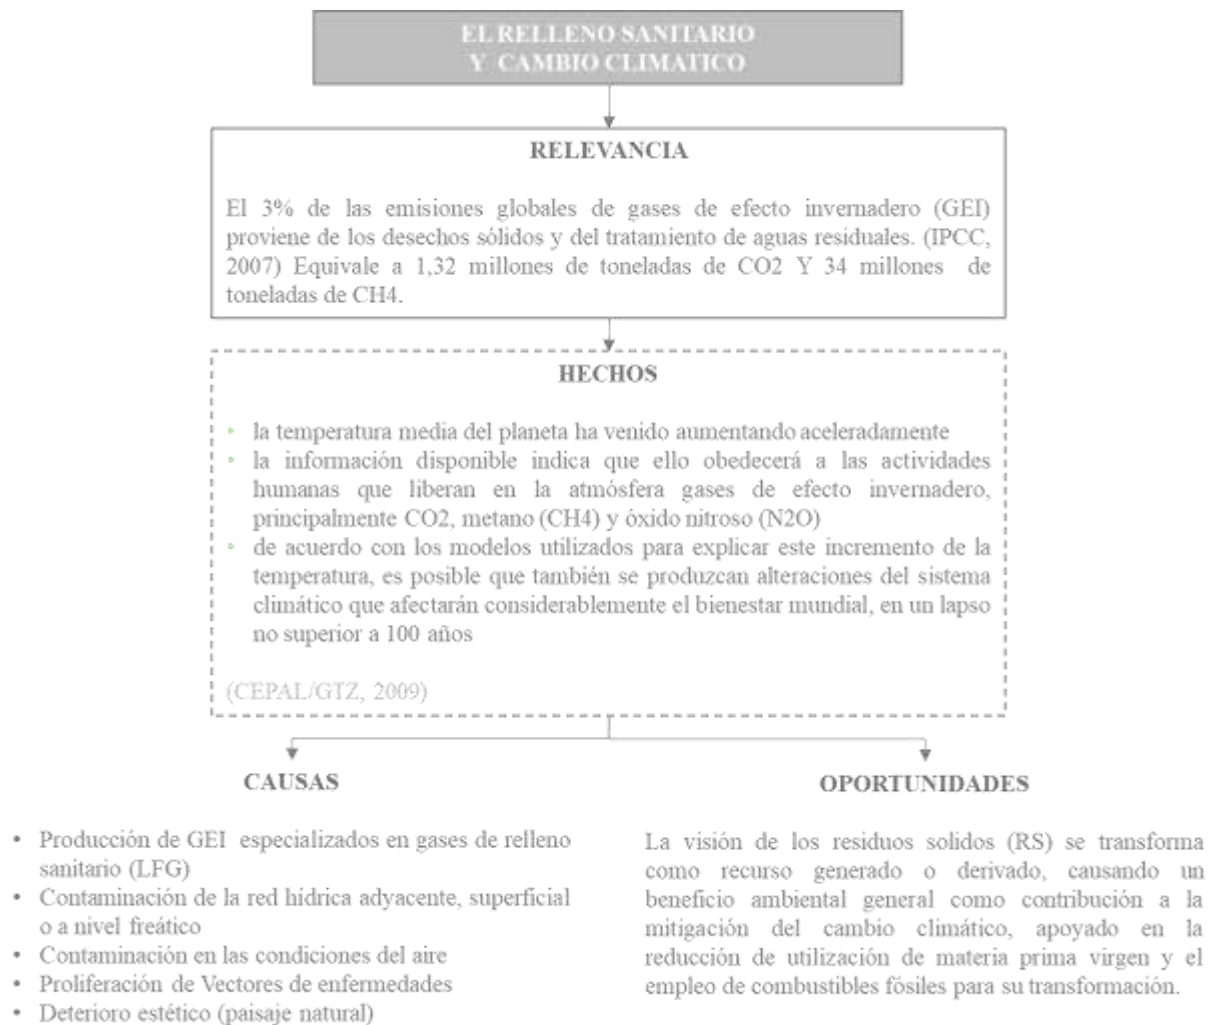 EL RELLENO SANITARIO
Y CAMBIO CLIMATICO
RELEVANCIA
El 3% de las emisiones globales de gases de efecto invernadero (GEI)
proviene de los desechos sólidos y del tratamiento de aguas residuales. (IPCC,
2007) Equivale a 1,32 millones de toneladas de CO2 Y 34 millones de
toneladas de CH4.
HECHOS
◦ la temperatura media del planeta ha venido aumentando aceleradamente
◦ la información disponible indica que ello obedecerá a las actividades
humanas que liberan en la atmósfera gases de efecto invernadero,
principalmente CO2, metano (CH4) y óxido nitroso (N2O)
◦ de acuerdo con los modelos utilizados para explicar este incremento de la
temperatura, es posible que también se produzcan alteraciones del sistema
climático que afectarán considerablemente el bienestar mundial, en un lapso
no superior a 100 años
(CEPAL/GTZ, 2009)
CAUSAS
• Producción de GEI especializados en gases de relleno
sanitario (LFG)
• Contaminación de la red hídrica adyacente, superficial
o a nivel freático
• Contaminación en las condiciones del aire
• Proliferación de Vectores de enfermedades
• Deterioro estético (paisaje natural)
OPORTUNIDADES
La visión de los residuos solidos (RS) se transforma
como recurso generado o derivado, causando un
beneficio ambiental general como contribución a la
mitigación del cambio climático, apoyado en la
reducción de utilización de materia prima virgen y el
empleo de combustibles fósiles para su transformación.